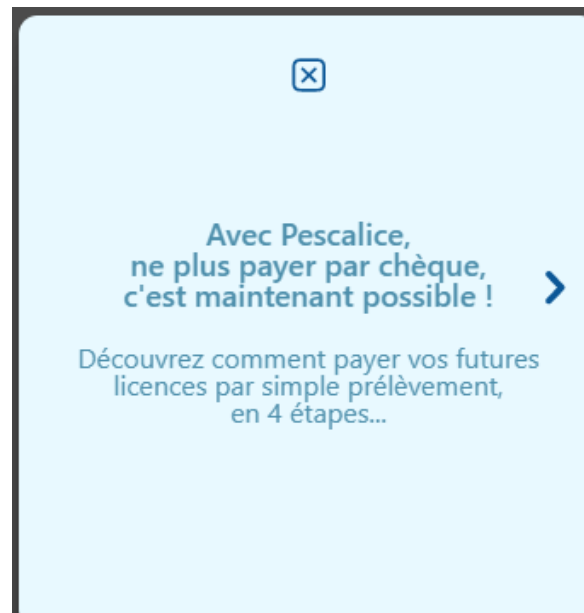 Avec Pescalice,
ne plus payer par chèque,
c'est maintenant possible !
Découvrez comment payer vos futures
licences par simple prélèvement,
en 4 étapes...